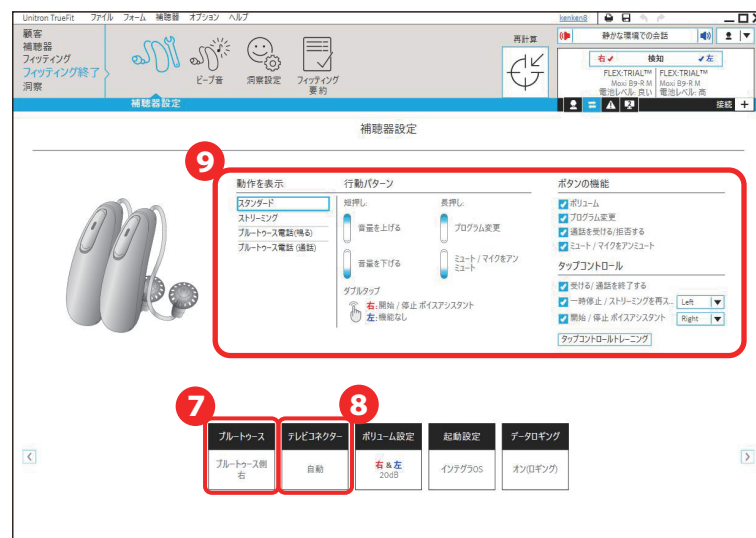 Unitron TrueFit ファイル フォーム 補聴器 オプション ヘルプ
kenken8
顧客
補聴器
フィッティング
フィッティング終了
洞察
ビープ音
洞察設定
フィッティング
要約
補聴器設定
再計算
静かな環境での会話
右 検知 左
FLEX:TRIAL™ FLEX:TRIAL™
Moxi B9-R M Moxi B9-R M
電池レベル: 良い 電池レベル: 高
接続
補聴器設定
9
動作を表示
スタンダード
ストリーミング
ブルートゥース電話(鳴る)
ブルートゥース電話 (通話)
行動パターン
短押し: 長押し:
音量を上げる プログラム変更
音量を下げる ミュート / マイクをアン
ミュート
ダブルタップ
右: 開始 / 停止 ボイスアシスタント
左: 機能なし
ボタンの機能
ボリューム
プログラム変更
通話を受ける/拒否する
ミュート / マイクをアンミュート
タップコントロール
受ける/ 通話を終了する
一時停止 / ストリーミングを再ス... Left
開始 / 停止 ボイスアシスタント Right
タップコントロールトレーニング
7
8
ブルートゥース
ブルートゥース側
右
テレビコネクター
自動
ボリューム設定
右 & 左
20dB
起動設定
インテグラOS
データロギング
オン(ロギング)